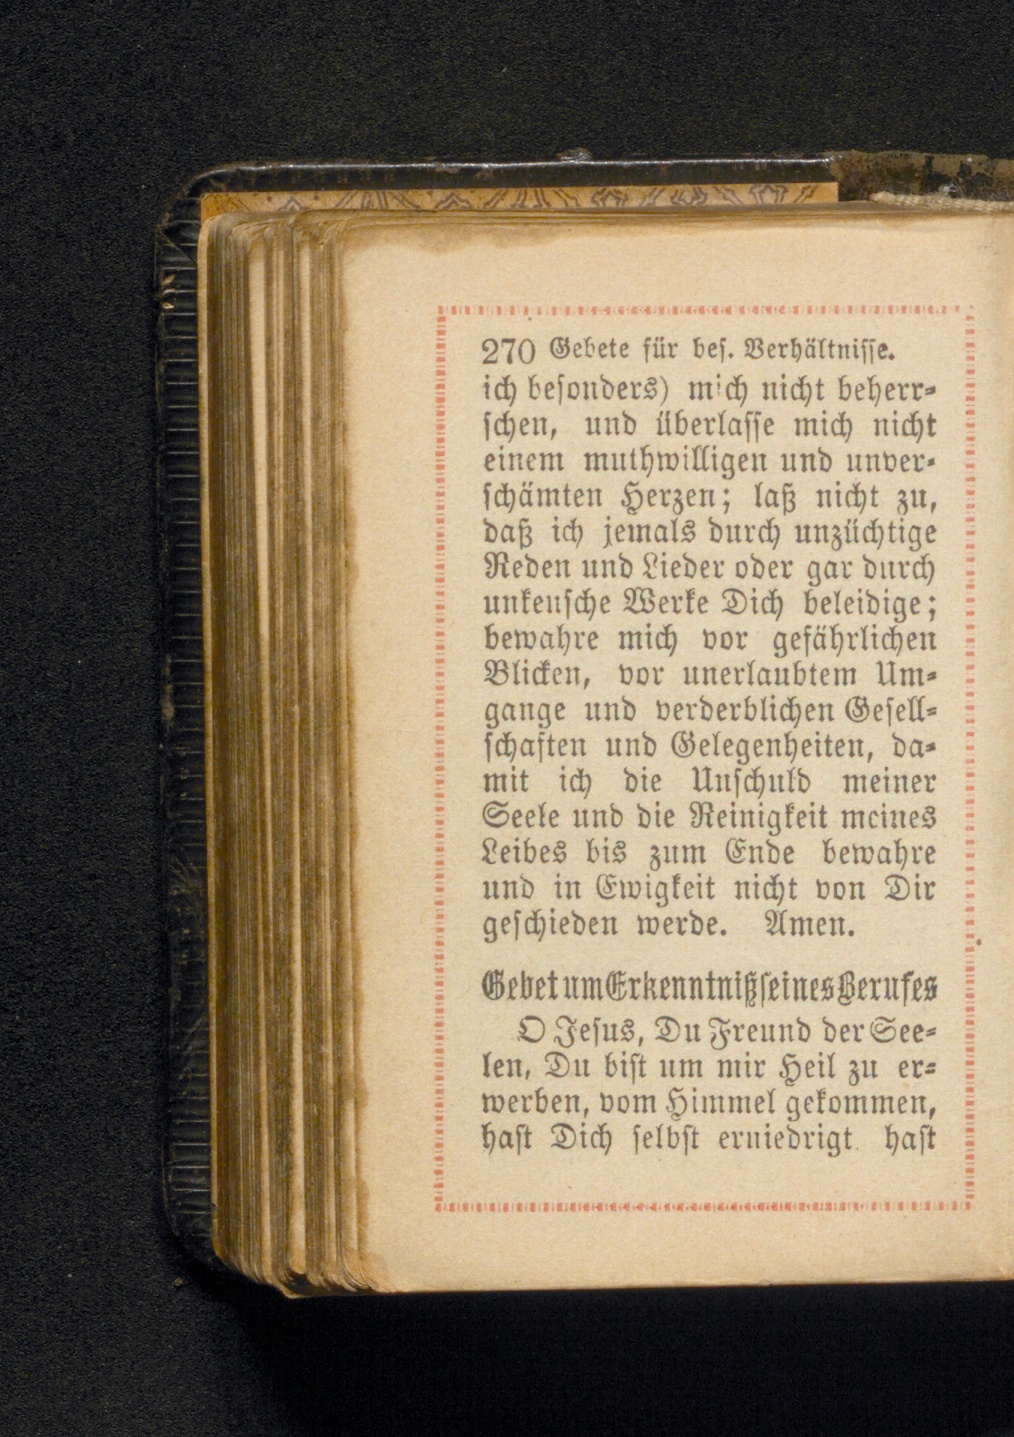 270 Gebete für bes. Verhältnisse.
ich besonders) mich nicht beherr-
schen, und überlasse mich nicht
einem muthwilligen und unver-
schämten Herzen; laß nicht zu,
daß ich jemals durch unzüchtige
Reden und Lieder oder gar durch
unkeusche Werke Dich beleidige;
bewahre mich vor gefährlichen
Blicken, vor unerlaubtem Um-
gange und verderblichen Gesell-
schaften und Gelegenheiten, da-
mit ich die Unschuld meiner
Seele und die Reinigkeit meines
Leibes bis zum Ende bewahre
und in Ewigkeit nicht von Dir
geschieden werde. Amen.
Gebet um Erkenntniß seines Berufes
O Jesus, Du Freund der See-
len, Du bist um mir Heil zu er-
werben, vom Himmel gekommen,
hast Dich selbst erniedrigt. hast